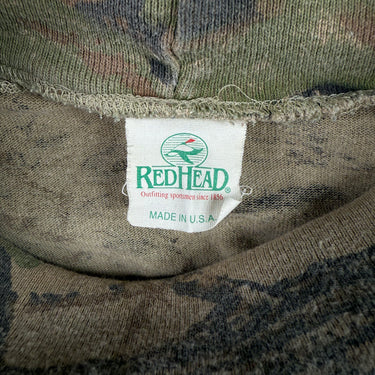 REDHEAD®
Outfitting sportsmen since 1856
MADE IN U.S.A.